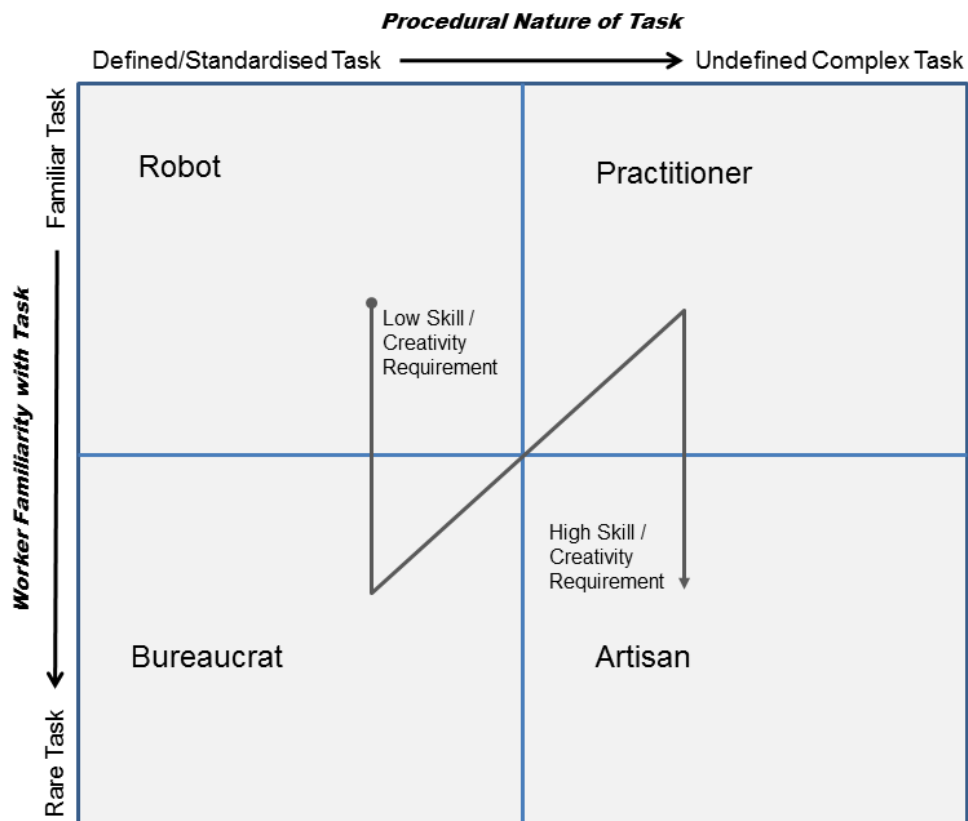 Procedural Nature of Task
Defined/Standardised Task
Undefined Complex Task
Familiar Task
Worker Familiarity with Task
Rare Task
Robot
Practitioner
Low Skill /
Creativity
Requirement
High Skill /
Creativity
Requirement
Bureaucrat
Artisan